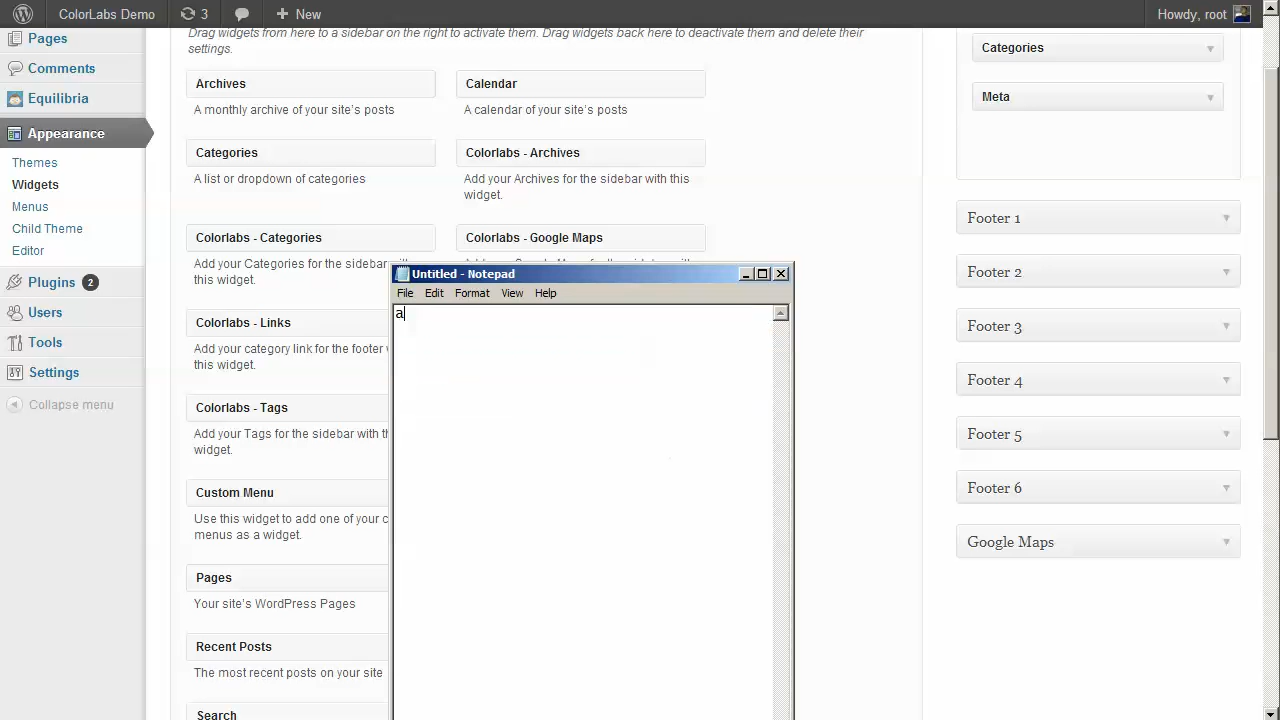 ColorLabs Demo 3 New Howdy, root
Pages
Comments
Equilibria
Appearance
Themes
Widgets
Menus
Child Theme
Editor
Plugins 2
Users
Tools
Settings
Collapse menu
Drag widgets from here to a sidebar on the right to activate them. Drag widgets back here to deactivate them and delete their
settings.
Archives
A monthly archive of your site's posts
Calendar
A calendar of your site's posts
Categories
A list or dropdown of categories
Colorlabs - Archives
Add your Archives for the sidebar with this
widget.
Colorlabs - Categories
Add your Categories for the sidebar with
this widget.
Colorlabs - Google Maps
Colorlabs - Links
Add your category link for the footer
this widget.
Colorlabs - Tags
Add your Tags for the sidebar with th
widget.
Custom Menu
Use this widget to add one of your c
menus as a widget.
Pages
Your site's WordPress Pages
Recent Posts
The most recent posts on your site
Search
Untitled - Notepad
File Edit Format View Help
a
Categories
Meta
Footer 1
Footer 2
Footer 3
Footer 4
Footer 5
Footer 6
Google Maps